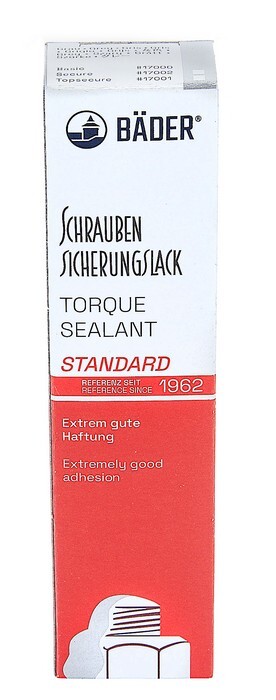 Basic #17000
Secure #17002
Topsecure #17001
BÄDER®
SCHRAUBEN
SICHERUNGSLACK
TORQUE
SEALANT
STANDARD
REFERENZ SEIT
REFERENCE SINCE 1962
Extrem gute
Haftung
Extremely good
adhesion